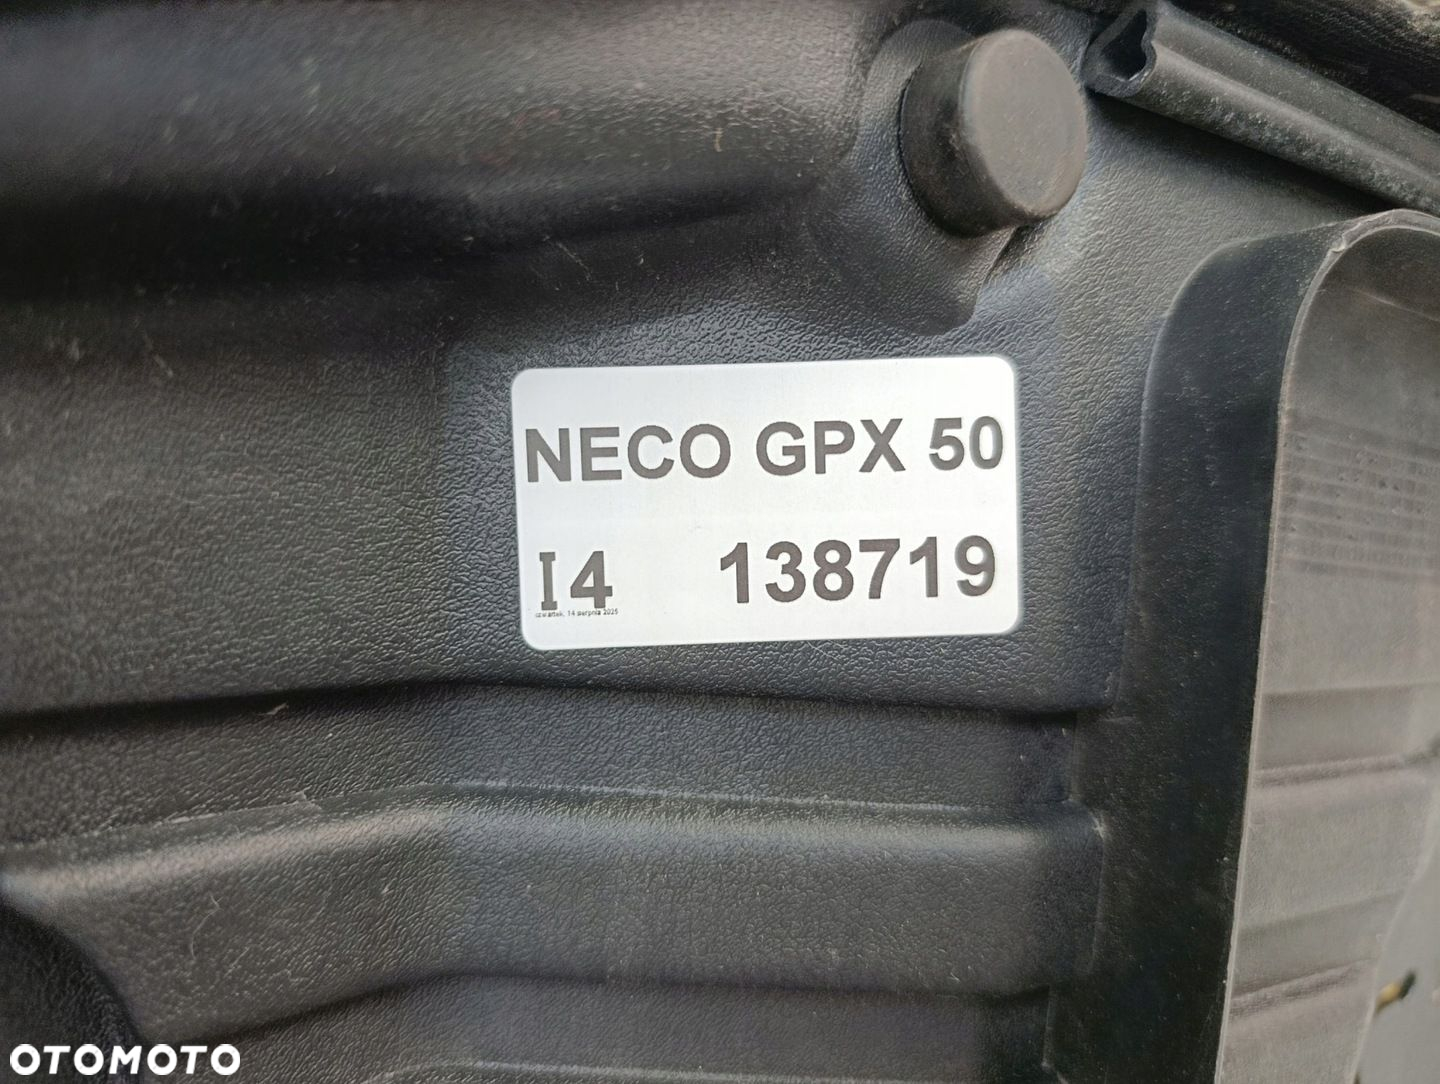 NECO GPX 50
I4 138719
czwartek, 14 sierpnia 2025
OTOMOTO